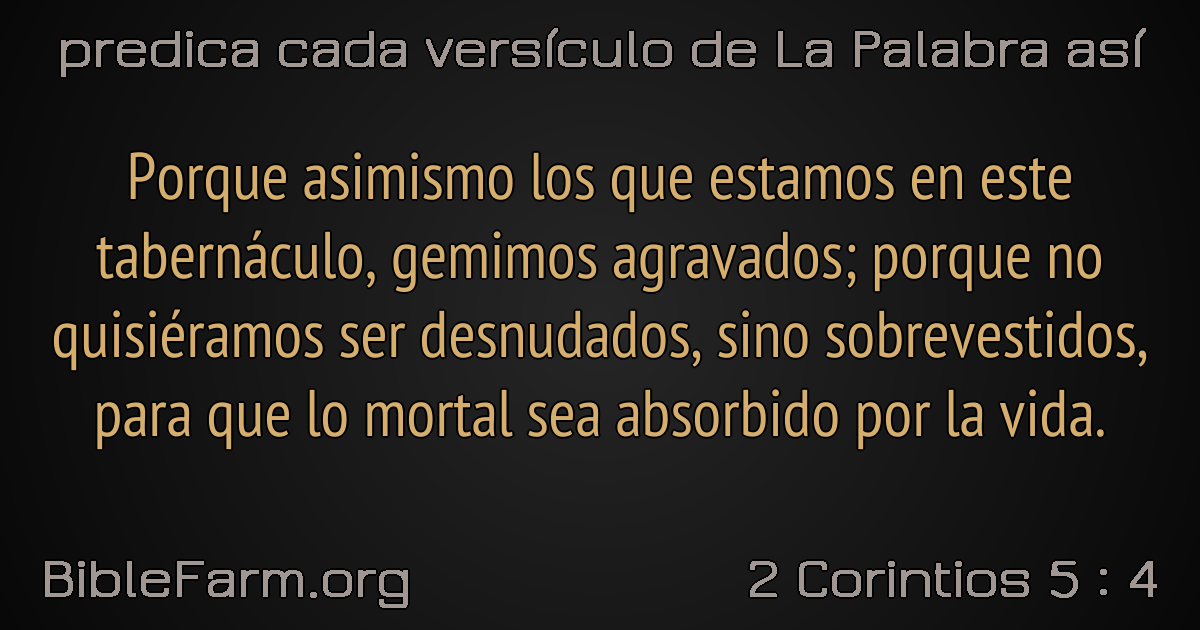 predica cada versículo de La Palabra así
Porque asimismo los que estamos en este
tabernáculo, gemimos agravados; porque no
quisiéramos ser desnudados, sino sobrevestidos,
para que lo mortal sea absorbido por la vida.
BibleFarm.org
2 Corintios 5 : 4